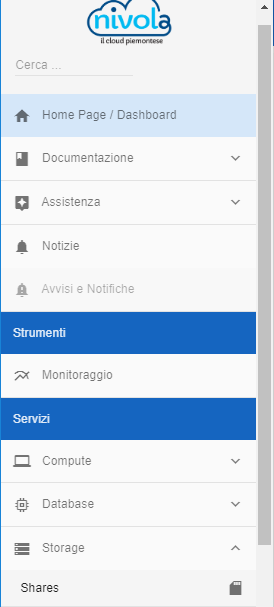 nivola
il cloud piemontese
Cerca ...
Home Page / Dashboard
Documentazione
Assistenza
Notizie
Avvisi e Notifiche
Strumenti
Monitoraggio
Servizi
Compute
Database
Storage
Shares